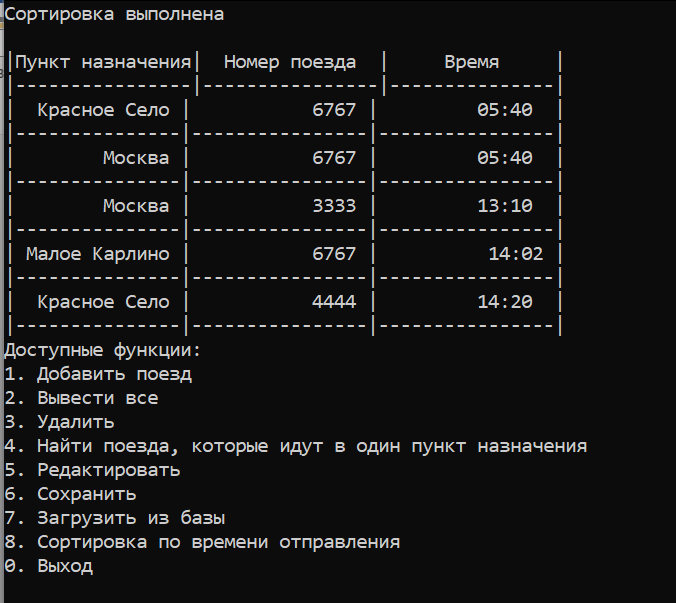 Сортировка выполнена
|Пункт назначения|  Номер поезда  |     Время     |
|----------------|----------------|---------------|
|  Красное Село |           6767 |         05:40  |
|---------------|----------------|----------------|
|        Москва |           6767 |         05:40  |
|---------------|----------------|----------------|
|        Москва |           3333 |         13:10  |
|---------------|----------------|----------------|
| Малое Карлино |           6767 |          14:02 |
|---------------|----------------|----------------|
|  Красное Село |           4444 |         14:20  |
|---------------|----------------|----------------|
Доступные функции:
1. Добавить поезд
2. Вывести все
3. Удалить
4. Найти поезда, которые идут в один пункт назначения
5. Редактировать
6. Сохранить
7. Загрузить из базы
8. Сортировка по времени отправления
0. Выход